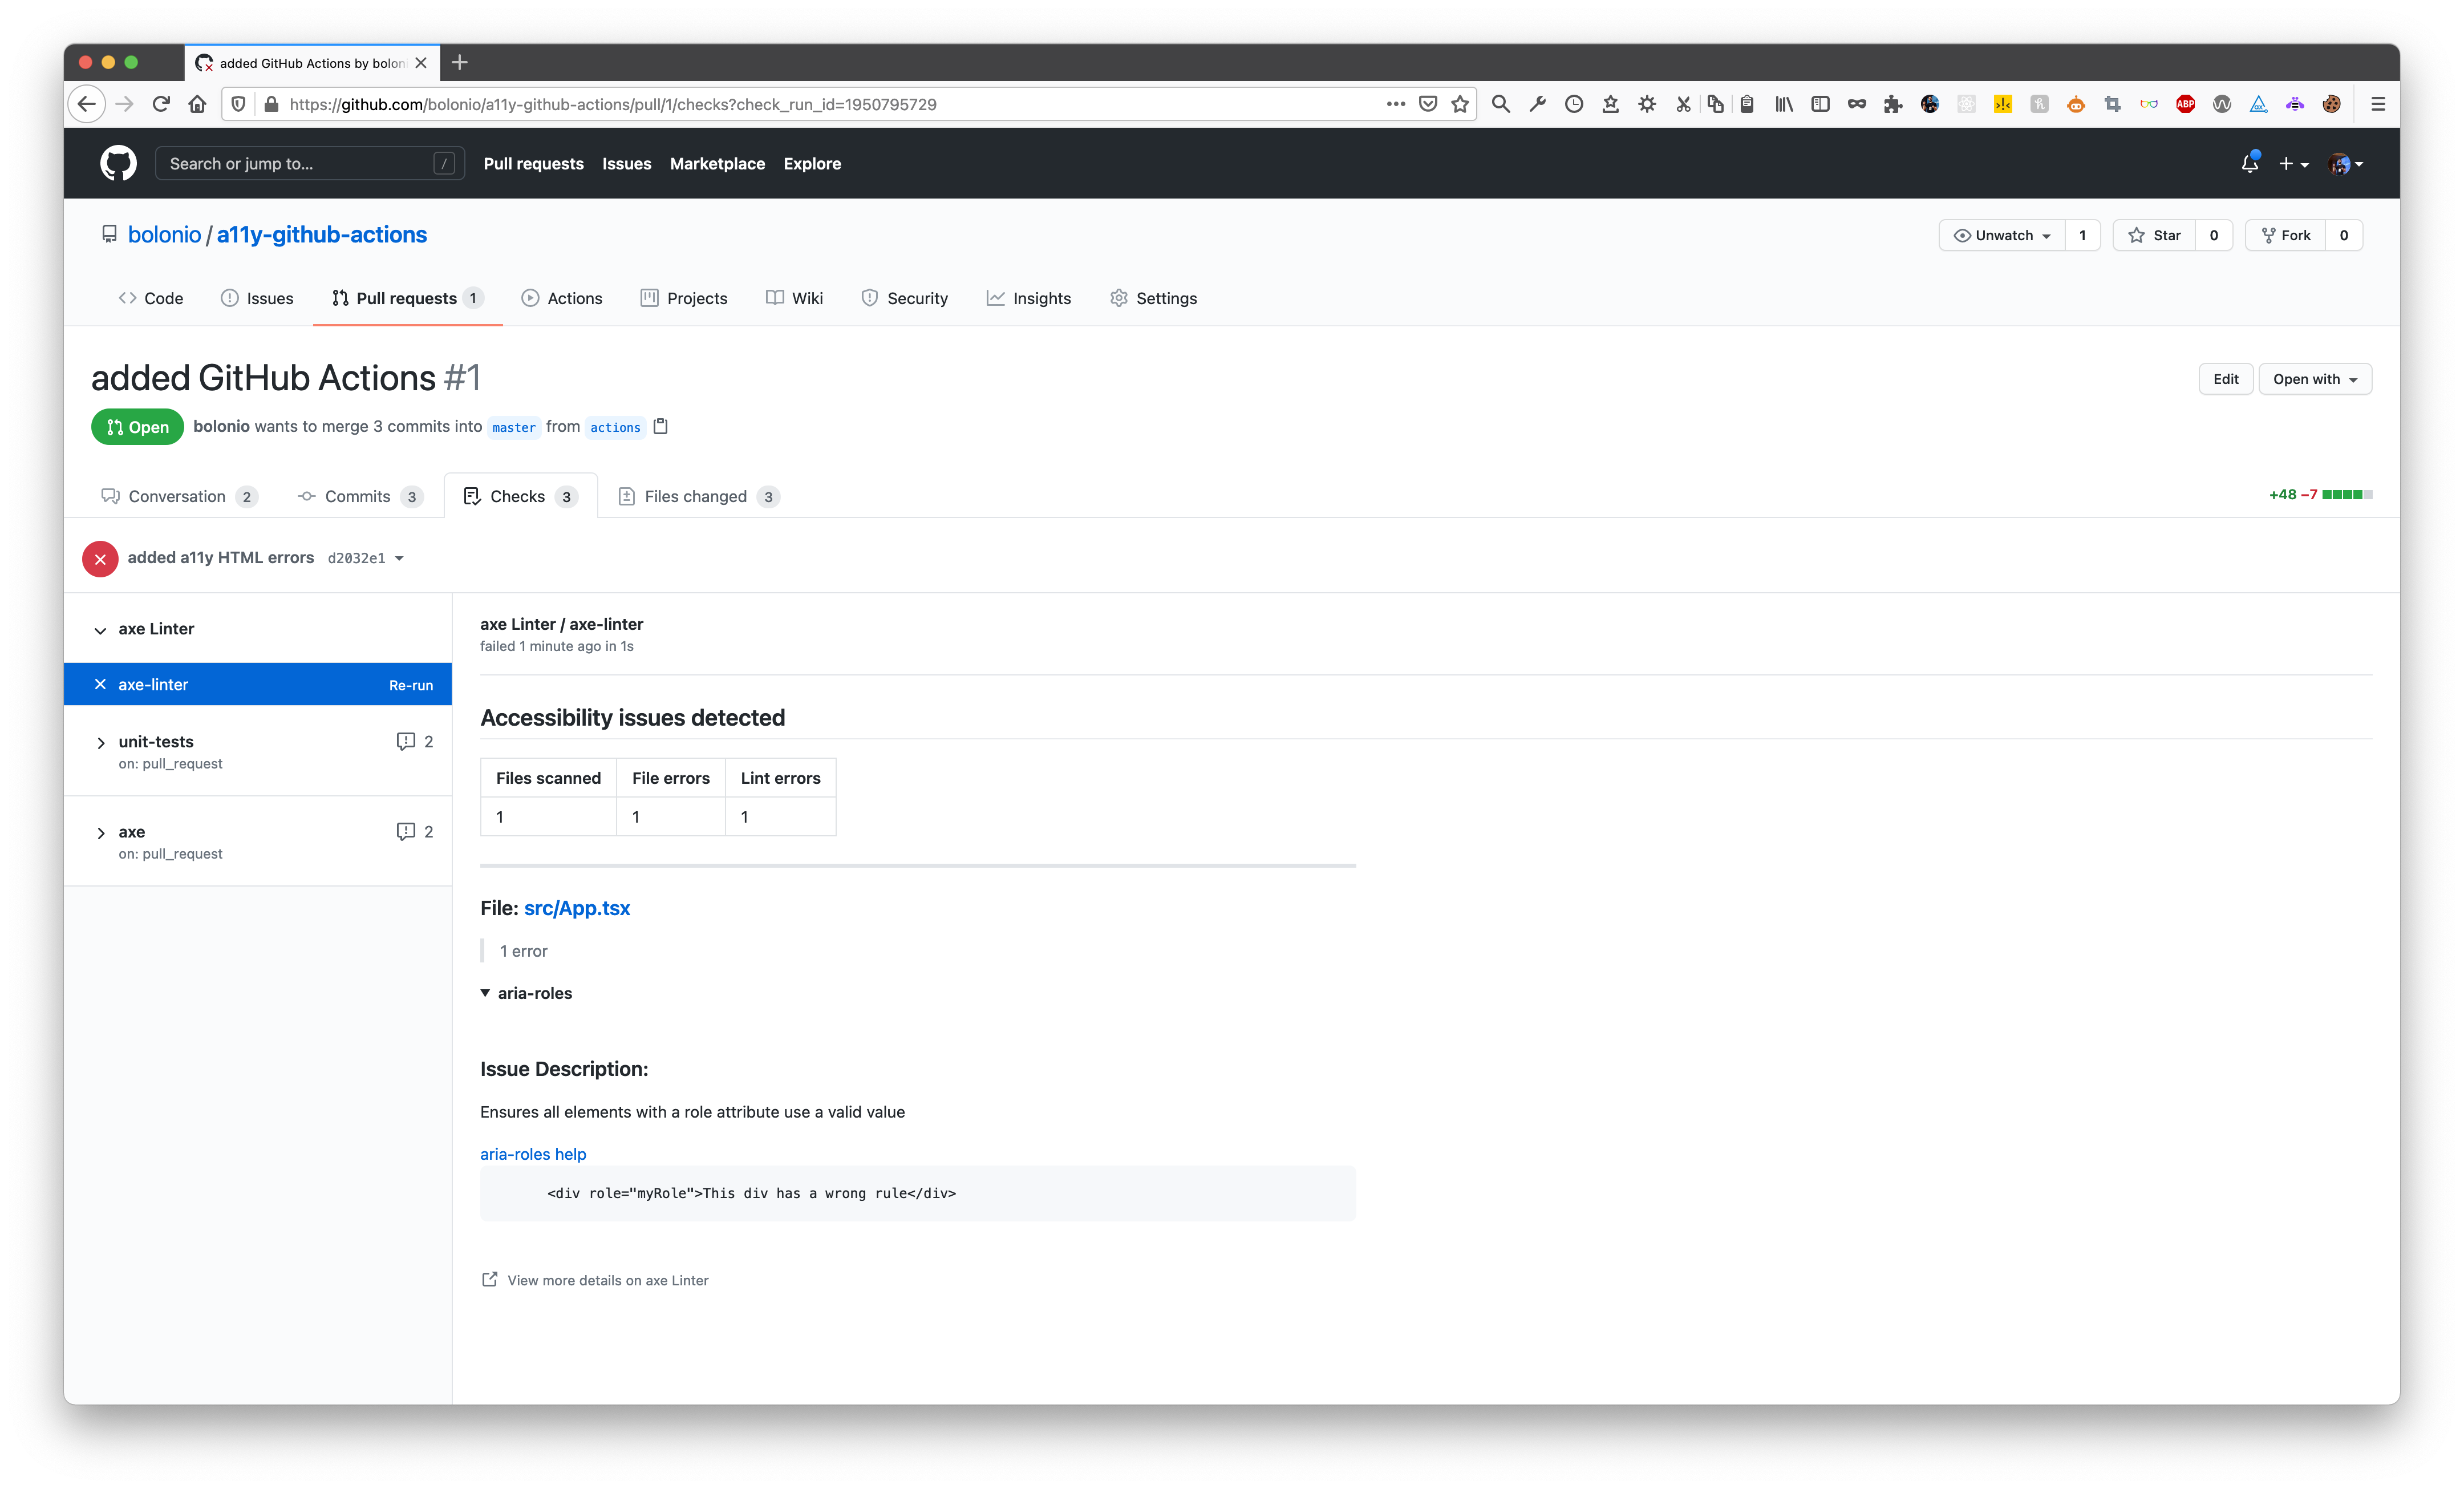 added GitHub Actions by bolon
https://github.com/bolonio/a11y-github-actions/pull/1/checks?check_run_id=1950795729
ABP
Search or jump to... /
Pull requests Issues Marketplace Explore
bolonio / a11y-github-actions
Unwatch 1 Star 0 Fork 0
Code Issues Pull requests 1 Actions Projects Wiki Security Insights Settings
added GitHub Actions #1
Edit Open with
Open bolonio wants to merge 3 commits into master from actions
Conversation 2 Commits 3 Checks 3 Files changed 3
+48 −7
added a11y HTML errors d2032e1
axe Linter
axe-linter Re-run
unit-tests 2
on: pull_request
axe 2
on: pull_request
axe Linter / axe-linter
failed 1 minute ago in 1s
Accessibility issues detected
Files scanned File errors Lint errors
1 1 1
File: src/App.tsx
1 error
aria-roles
Issue Description:
Ensures all elements with a role attribute use a valid value
aria-roles help
<div role="myRole">This div has a wrong rule</div>
View more details on axe Linter